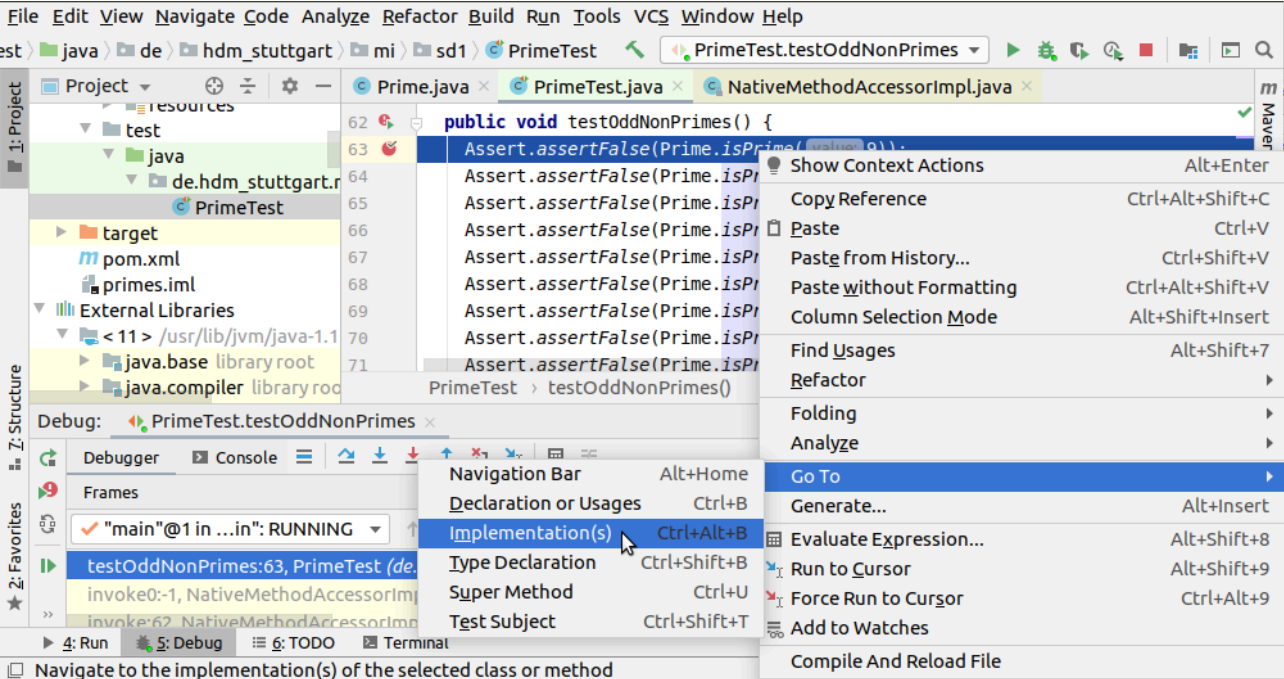 File Edit View Navigate Code Analyze Refactor Build Run Tools VCS Window Help
est java de hdm_stuttgart mi sd1 PrimeTest PrimeTest.testOddNonPrimes
1: Project
Project
resources
test
java
de.hdm_stuttgart.r
PrimeTest
target
pom.xml
primes.iml
External Libraries
< 11 > /usr/lib/jvm/java-1.1
java.base library root
java.compiler library roo
Prime.java PrimeTest.java NativeMethodAccessorImpl.java
62 public void testOddNonPrimes() {
63 Assert.assertFalse(Prime.isPrime( value: 9));
64 Assert.assertFalse(Prime.isPr
65 Assert.assertFalse(Prime.isPr
66 Assert.assertFalse(Prime.isPr
67 Assert.assertFalse(Prime.isPr
68 Assert.assertFalse(Prime.isPr
69 Assert.assertFalse(Prime.isPr
70 Assert.assertFalse(Prime.isPr
71 Assert.assertFalse(Prime.isPr
PrimeTest › testOddNonPrimes()
m Maven
Show Context Actions Alt+Enter
Copy Reference Ctrl+Alt+Shift+C
Paste Ctrl+V
Paste from History... Ctrl+Shift+V
Paste without Formatting Ctrl+Alt+Shift+V
Column Selection Mode Alt+Shift+Insert
Find Usages Alt+Shift+7
Refactor
Folding
Analyze
Go To
Generate... Alt+Insert
Evaluate Expression... Alt+Shift+8
Run to Cursor Alt+Shift+9
Force Run to Cursor Ctrl+Alt+9
Add to Watches
Compile And Reload File
Navigation Bar Alt+Home
Declaration or Usages Ctrl+B
Implementation(s) Ctrl+Alt+B
Type Declaration Ctrl+Shift+B
Super Method Ctrl+U
Test Subject Ctrl+Shift+T
7: Structure
2: Favorites
Debug: PrimeTest.testOddNonPrimes
Debugger Console
Frames
"main"@1 in ...in": RUNNING
testOddNonPrimes:63, PrimeTest (de.
invoke0:-1, NativeMethodAccessorImp
invoke:62, NativeMethodAccessorImp
4: Run 5: Debug 6: TODO Terminal
Navigate to the implementation(s) of the selected class or method